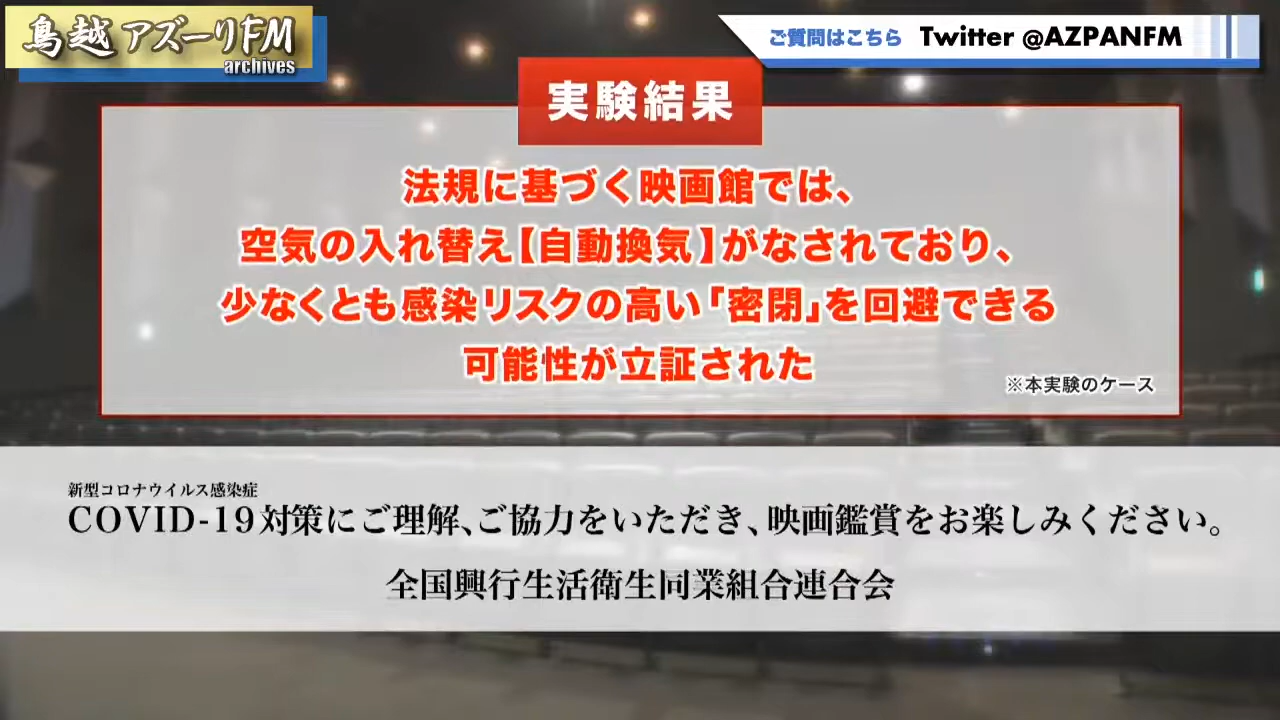 鳥越アズーリFM
archives
ご質問はこちら Twitter @AZPANFM
実験結果
法規に基づく映画館では、
空気の入れ替え【自動換気】がなされており、
少なくとも感染リスクの高い「密閉」を回避できる
可能性が立証された
※本実験のケース
新型コロナウイルス感染症
COVID-19対策にご理解、ご協力をいただき、映画鑑賞をお楽しみください。
全国興行生活衛生同業組合連合会